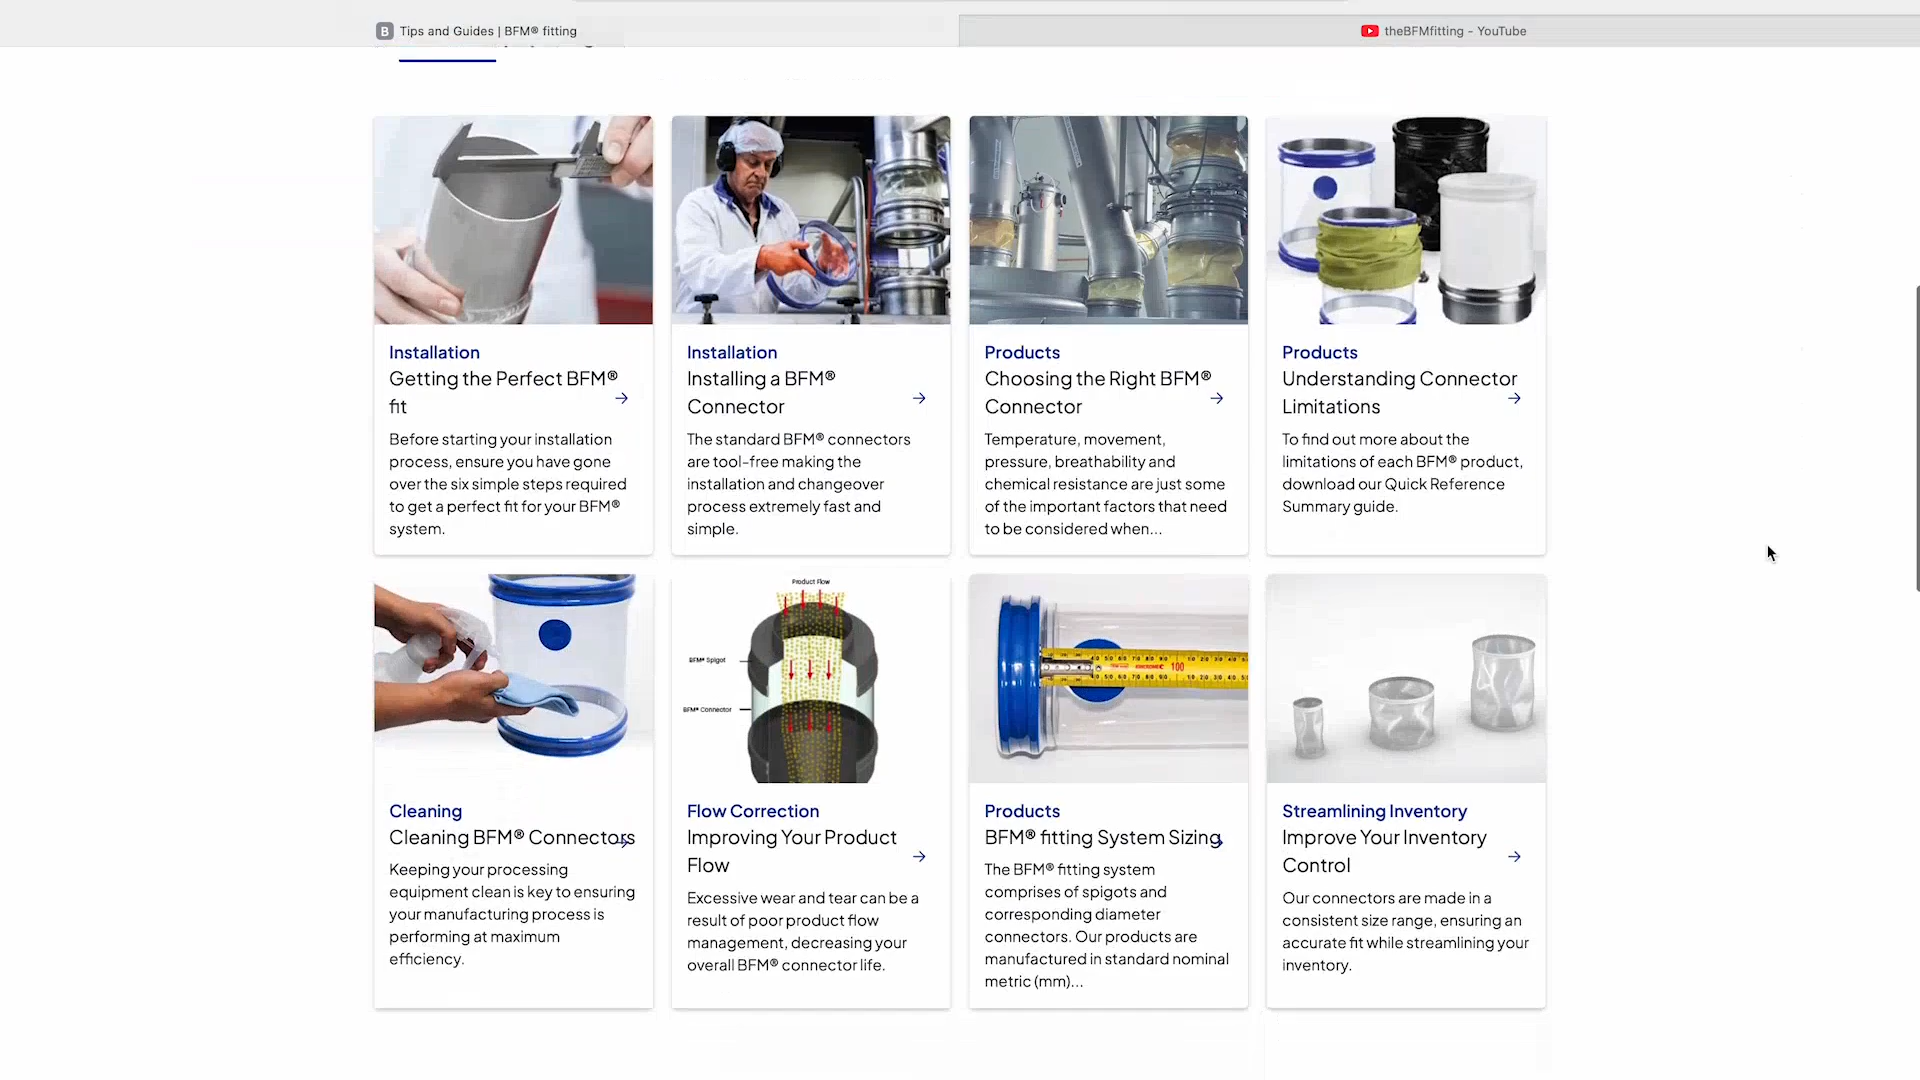 B Tips and Guides | BFM® fitting
theBFMfitting - YouTube
Installation
Getting the Perfect BFM®
fit
Before starting your installation
process, ensure you have gone
over the six simple steps required
to get a perfect fit for your BFM®
system.
Installation
Installing a BFM®
Connector
The standard BFM® connectors
are tool-free making the
installation and changeover
process extremely fast and
simple.
Products
Choosing the Right BFM®
Connector
Temperature, movement,
pressure, breathability and
chemical resistance are just some
of the important factors that need
to be considered when...
Products
Understanding Connector
Limitations
To find out more about the
limitations of each BFM® product,
download our Quick Reference
Summary guide.
Cleaning
Cleaning BFM® Connectors
Keeping your processing
equipment clean is key to ensuring
your manufacturing process is
performing at maximum
efficiency.
Product Flow
BFM® Spigot
BFM® Connector
Flow Correction
Improving Your Product
Flow
Excessive wear and tear can be a
result of poor product flow
management, decreasing your
overall BFM® connector life.
100
Products
BFM® fitting System Sizing
The BFM® fitting system
comprises of spigots and
corresponding diameter
connectors. Our products are
manufactured in standard nominal
metric (mm)...
Streamlining Inventory
Improve Your Inventory
Control
Our connectors are made in a
consistent size range, ensuring an
accurate fit while streamlining your
inventory.